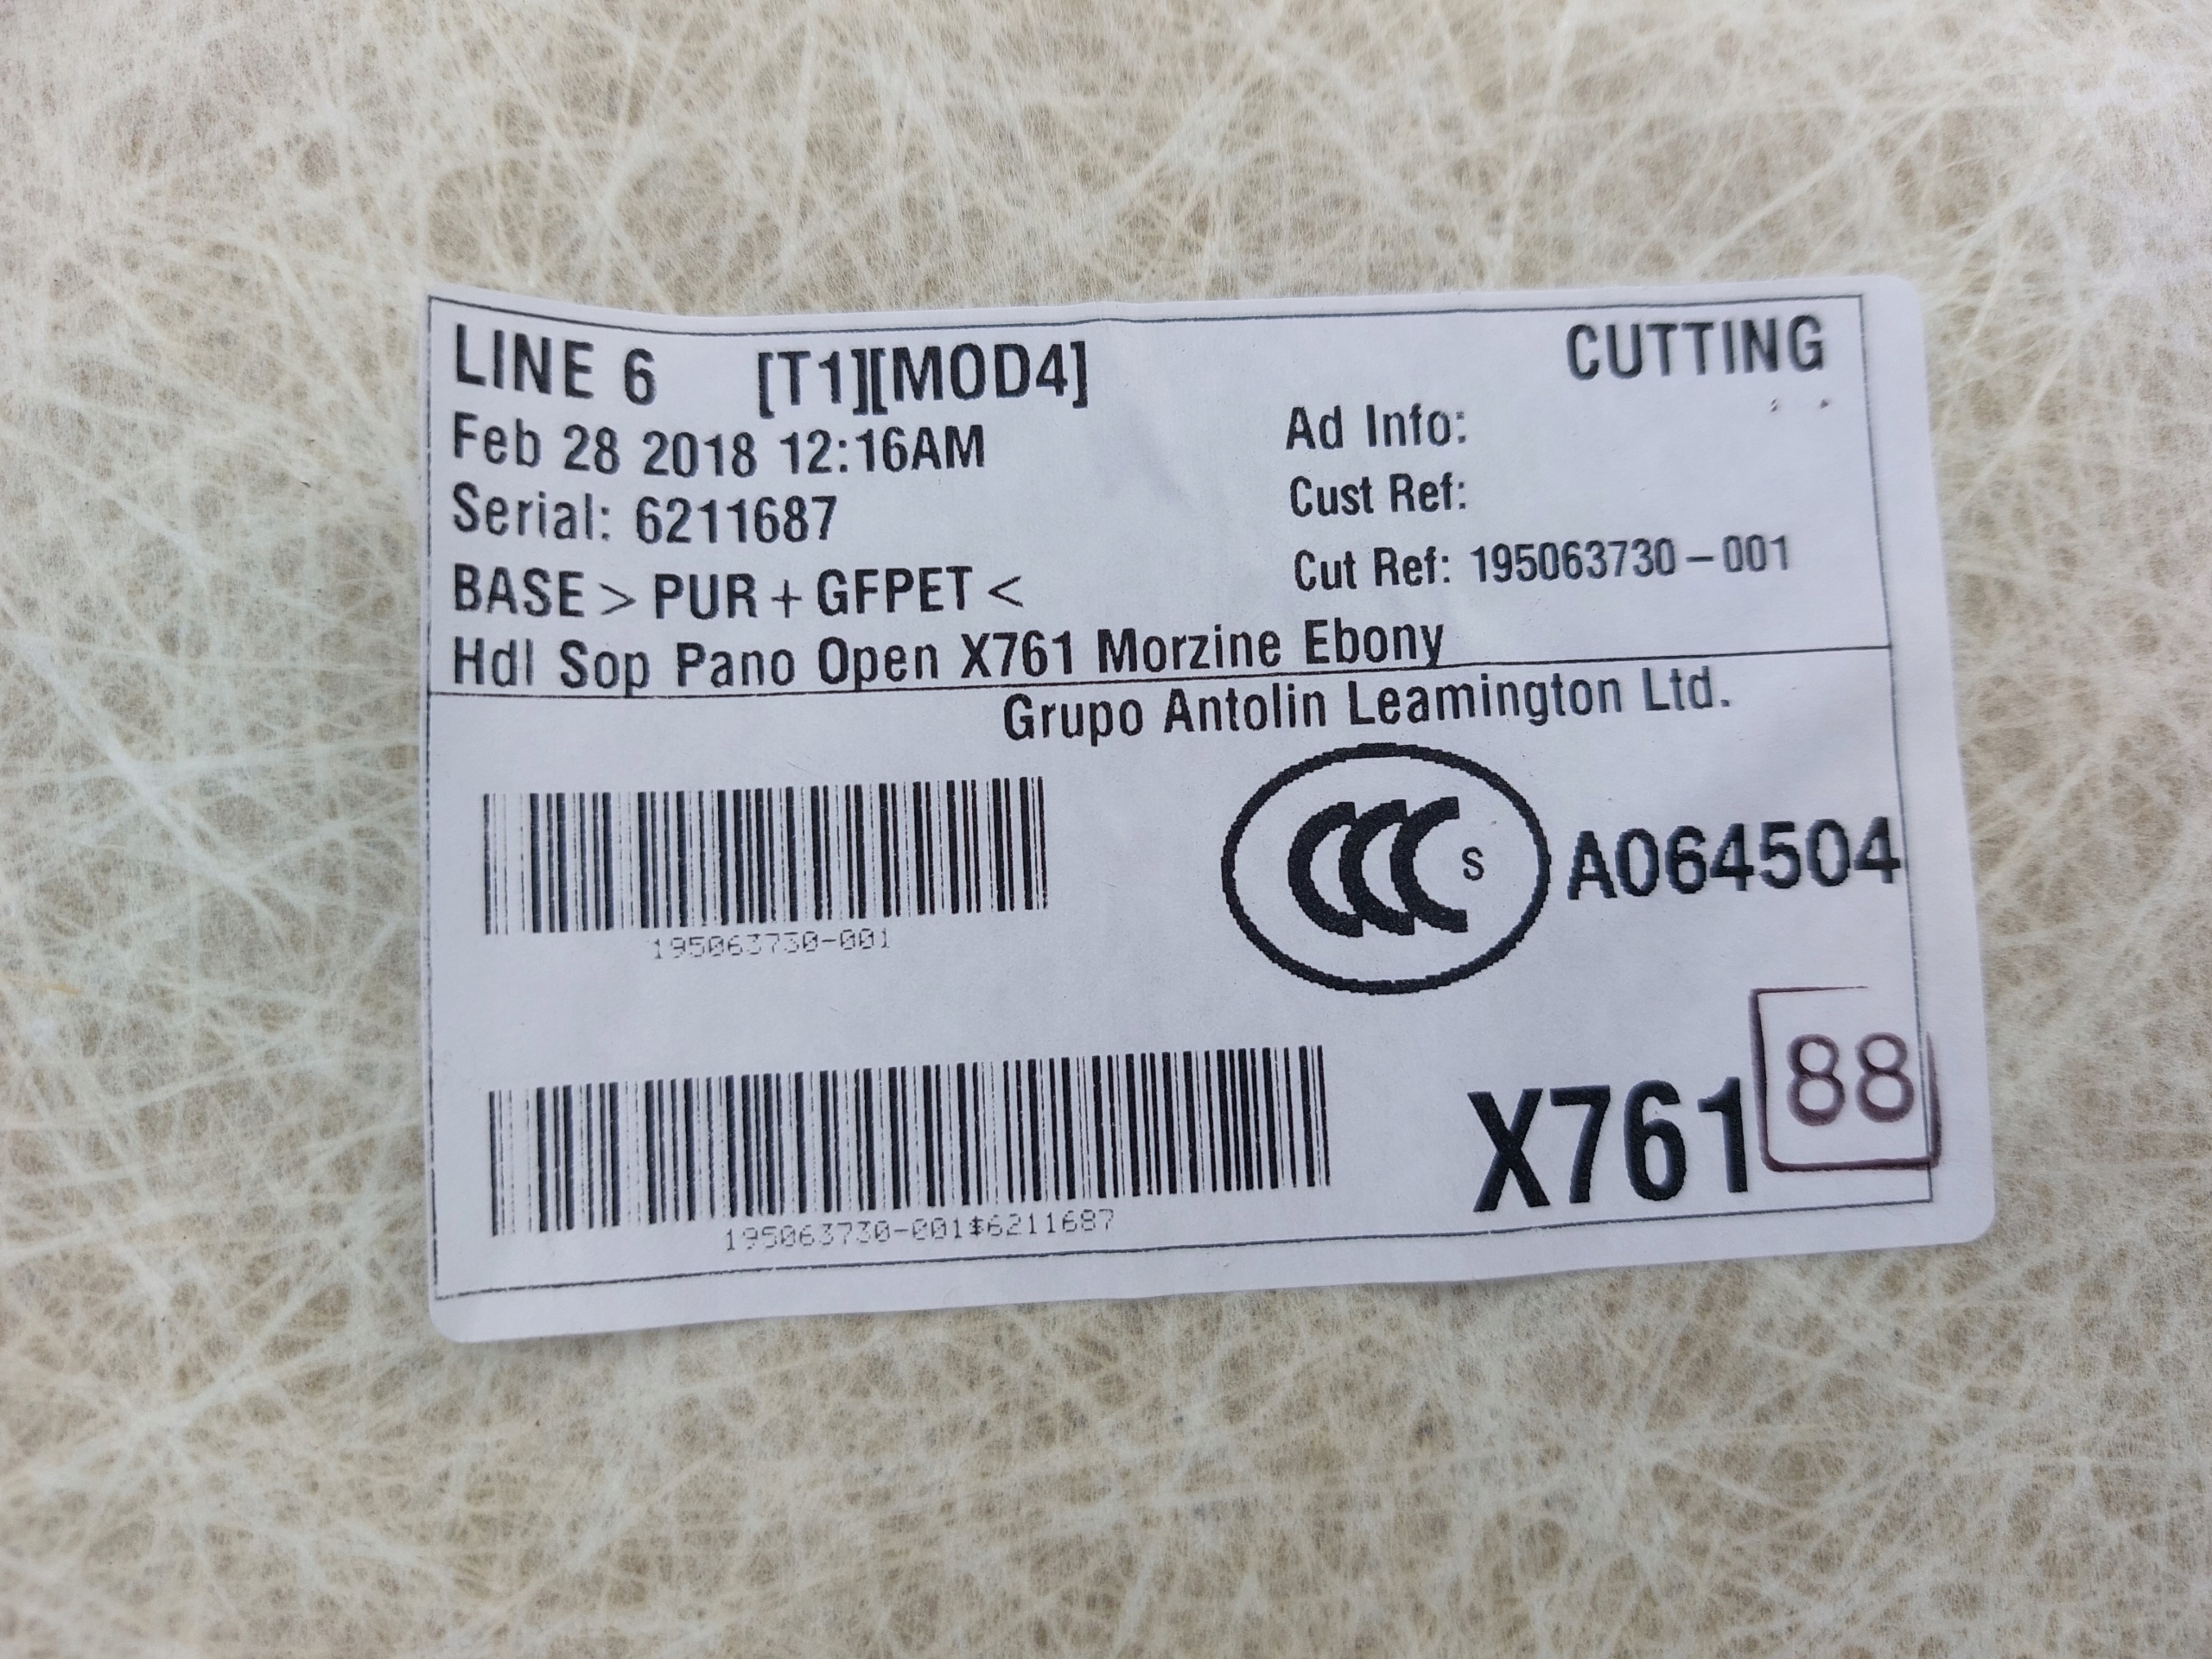 LINE 6 [T1][MOD4] CUTTING
Feb 28 2018 12:16AM
Ad Info:
Serial: 6211687
Cust Ref:
BASE > PUR + GFPET <
Cut Ref: 195063730-001
Hdl Sop Pano Open X761 Morzine Ebony
Grupo Antolin Leamington Ltd.
CCC S A064504
195063730-001
X761 88
195063730-001$6211687